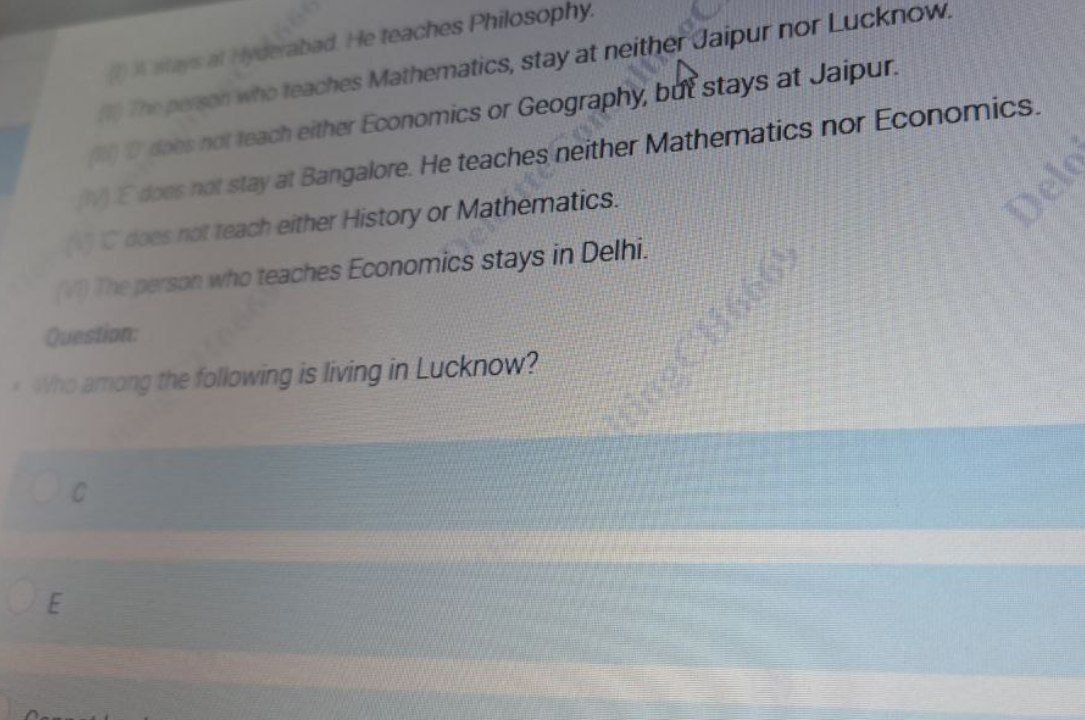 stays at Hyderabad. He teaches Philosophy.
(II) The person who teaches Mathematics, stay at neither Jaipur nor Lucknow.
(III) 'D' does not teach either Economics or Geography, but stays at Jaipur.
(IV) 'E' does not stay at Bangalore. He teaches neither Mathematics nor Economics.
(V) 'C' does not teach either History or Mathematics.
(VI) The person who teaches Economics stays in Delhi.
Question:
Who among the following is living in Lucknow?
C
E